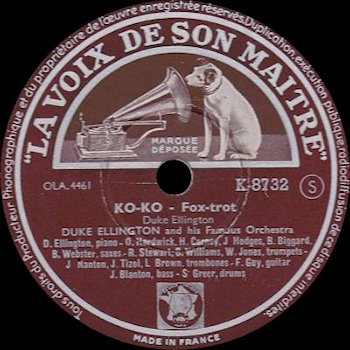 Tous droits du Producteur Phonographique et du propriétaire de l'œuvre enregistrée réservés. Duplication, exécution publique, radiodiffusion de ces disques interdites.
"LA VOIX DE SON MAITRE"
MARQUE
DÉPOSÉE
OLA. 4461
K-8732
S
KO-KO - Fox-trot
Duke Ellington
DUKE ELLINGTON and his Famous Orchestra
D. Ellington, piano - O. Hardwick, H. Carney, J Hodges, B. Biggard.
B. Webster, saxes - R. Stewart, C. Williams, W. Jones, trumpets -
J Nanton, J. Tizol, L Brown, trombones - F. Guy, guitar
J. Blanton, bass - S Greer, drums
MADE IN FRANCE